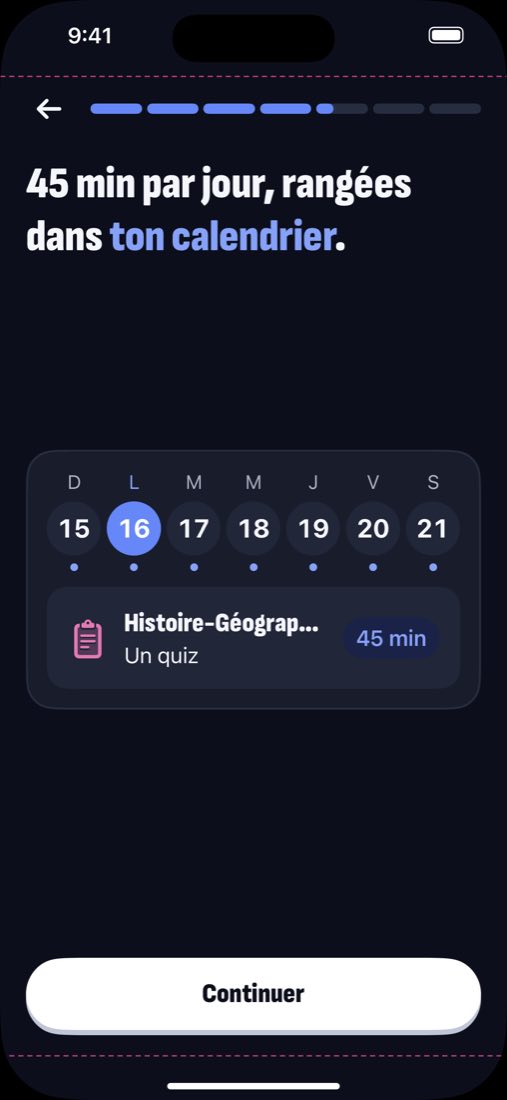 9:41
45 min par jour, rangées
dans ton calendrier.
D L M M J V S
15 16 17 18 19 20 21
Histoire-Géograp...
Un quiz
45 min
Continuer